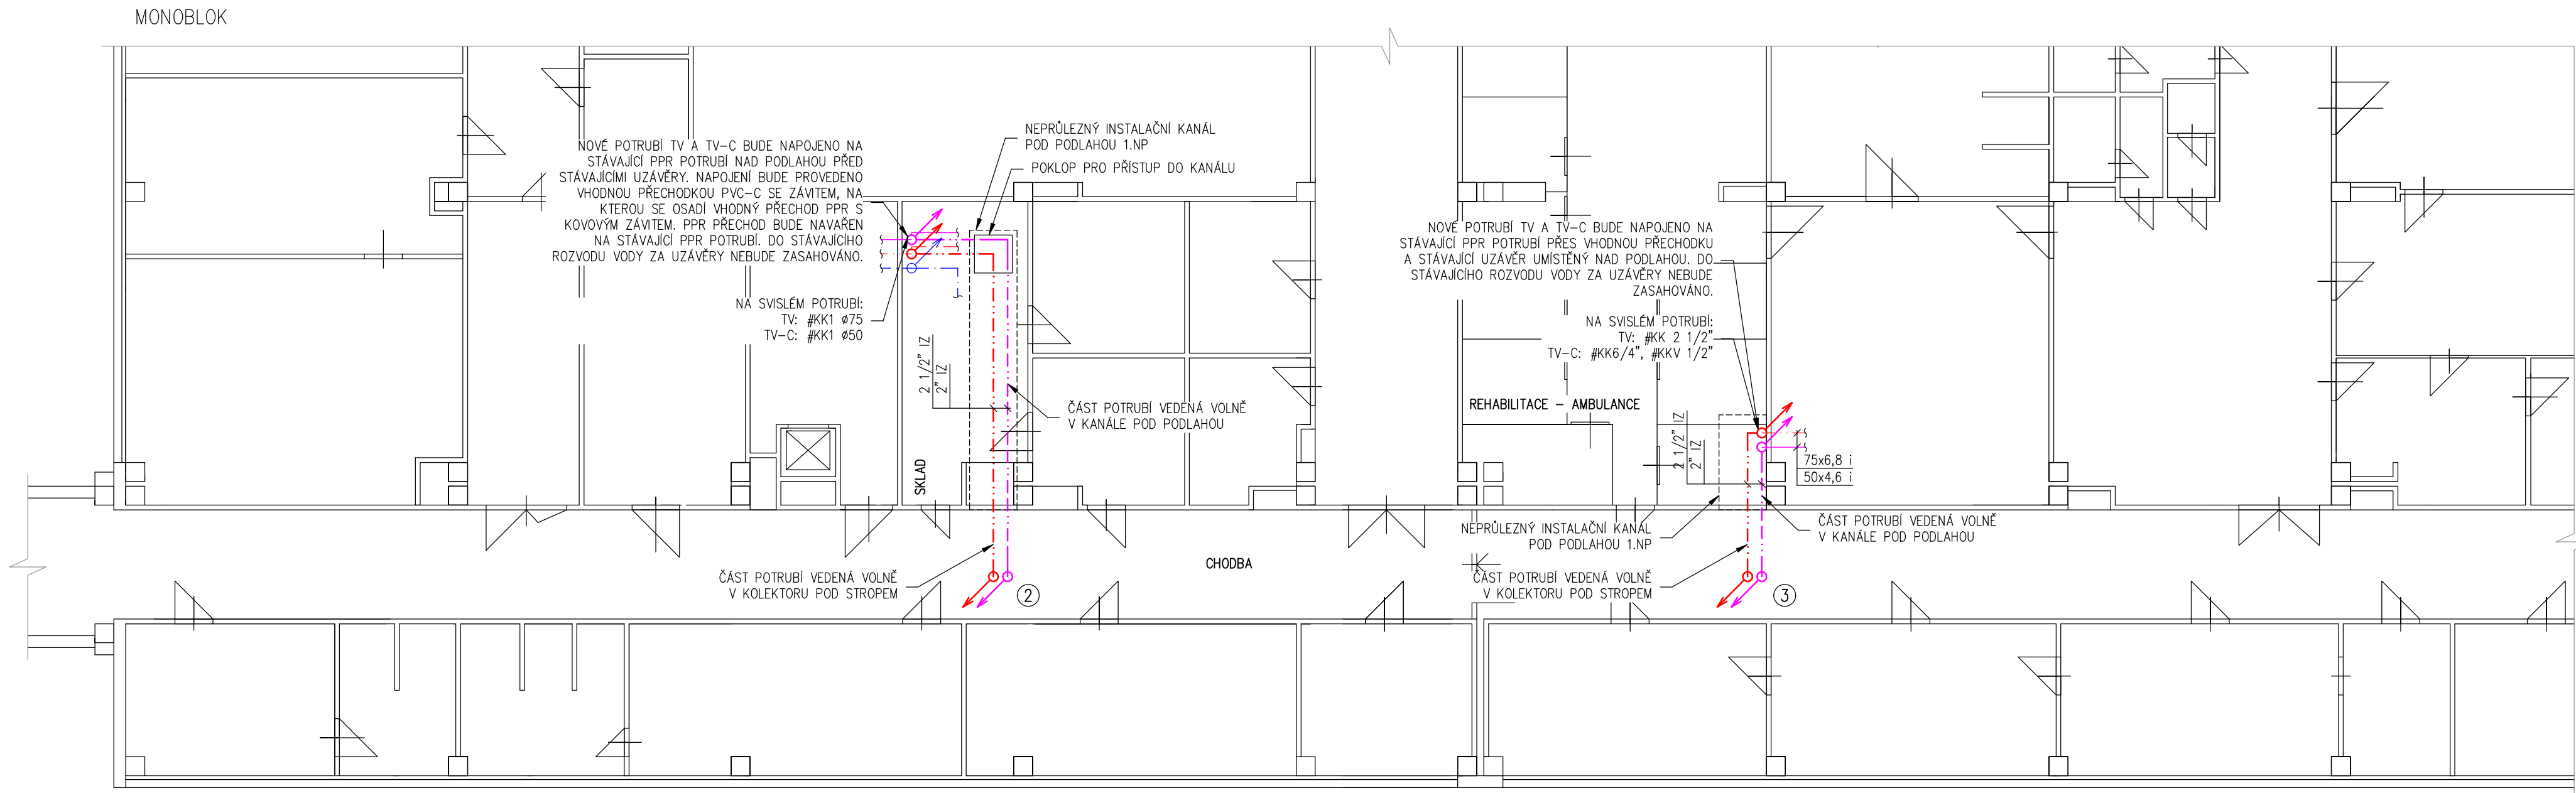 MONOBLOK
NOVÉ POTRUBÍ TV A TV-C BUDE NAPOJENO NA
STÁVAJÍCÍ PPR POTRUBÍ NAD PODLAHOU PŘED
STÁVAJÍCÍMI UZÁVĚRY. NAPOJENÍ BUDE PROVEDENO
VHODNOU PŘECHODKOU PVC-C SE ZÁVITEM, NA
KTEROU SE OSADÍ VHODNÝ PŘECHOD PPR S
KOVOVÝM ZÁVITEM. PPR PŘECHOD BUDE NAVAŘEN
NA STÁVAJÍCÍ PPR POTRUBÍ. DO STÁVAJÍCÍHO
ROZVODU VODY ZA UZÁVĚRY NEBUDE ZASAHOVÁNO.
NA SVISLÉM POTRUBÍ:
TV: #KK1 ø75
TV-C: #KK1 ø50
NEPRŮLEZNÝ INSTALAČNÍ KANÁL
POD PODLAHOU 1.NP
POKLOP PRO PŘÍSTUP DO KANÁLU
2 1/2" IZ
2" IZ
ČÁST POTRUBÍ VEDENÁ VOLNĚ
V KANÁLE POD PODLAHOU
SKLAD
ČÁST POTRUBÍ VEDENÁ VOLNĚ
V KOLEKTORU POD STROPEM
2
CHODBA
NOVÉ POTRUBÍ TV A TV-C BUDE NAPOJENO NA
STÁVAJÍCÍ PPR POTRUBÍ PŘES VHODNOU PŘECHODKU
A STÁVAJÍCÍ UZÁVĚR UMÍSTĚNÝ NAD PODLAHOU. DO
STÁVAJÍCÍHO ROZVODU VODY ZA UZÁVĚRY NEBUDE
ZASAHOVÁNO.
NA SVISLÉM POTRUBÍ:
TV: #KK 2 1/2"
TV-C: #KK6/4", #KKV 1/2"
REHABILITACE - AMBULANCE
2 1/2" IZ
2" IZ
75x6,8 i
50x4,6 i
NEPRŮLEZNÝ INSTALAČNÍ KANÁL
POD PODLAHOU 1.NP
ČÁST POTRUBÍ VEDENÁ VOLNĚ
V KANÁLE POD PODLAHOU
ČÁST POTRUBÍ VEDENÁ VOLNĚ
V KOLEKTORU POD STROPEM
3